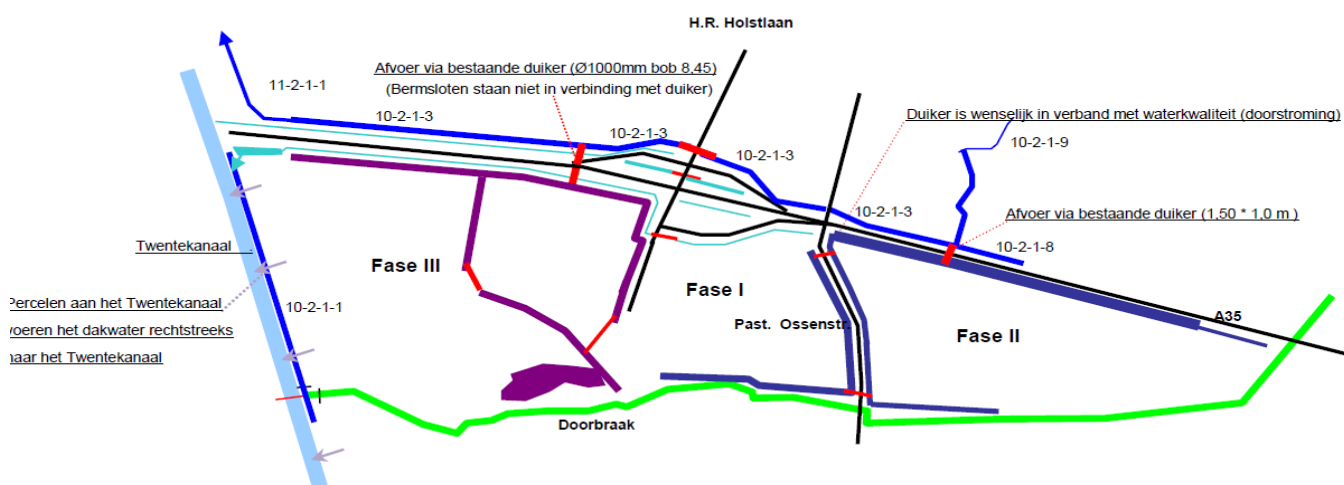 H.R. Holstlaan
Afvoer via bestaande duiker (Ø1000mm bob 8,45)
(Bermsloten staan niet in verbinding met duiker)
11-2-1-1
10-2-1-3
10-2-1-3
10-2-1-3
Duiker is wenselijk in verband met waterkwaliteit (doorstroming)
10-2-1-9
10-2-1-3
Afvoer via bestaande duiker (1,50 * 1,0 m )
10-2-1-8
Twentekanaal
Fase III
Fase I
Percelen aan het Twentekanaal
voeren het dakwater rechtstreeks
naar het Twentekanaal
10-2-1-1
Past. Ossenstr.
Fase II
A35
Doorbraak